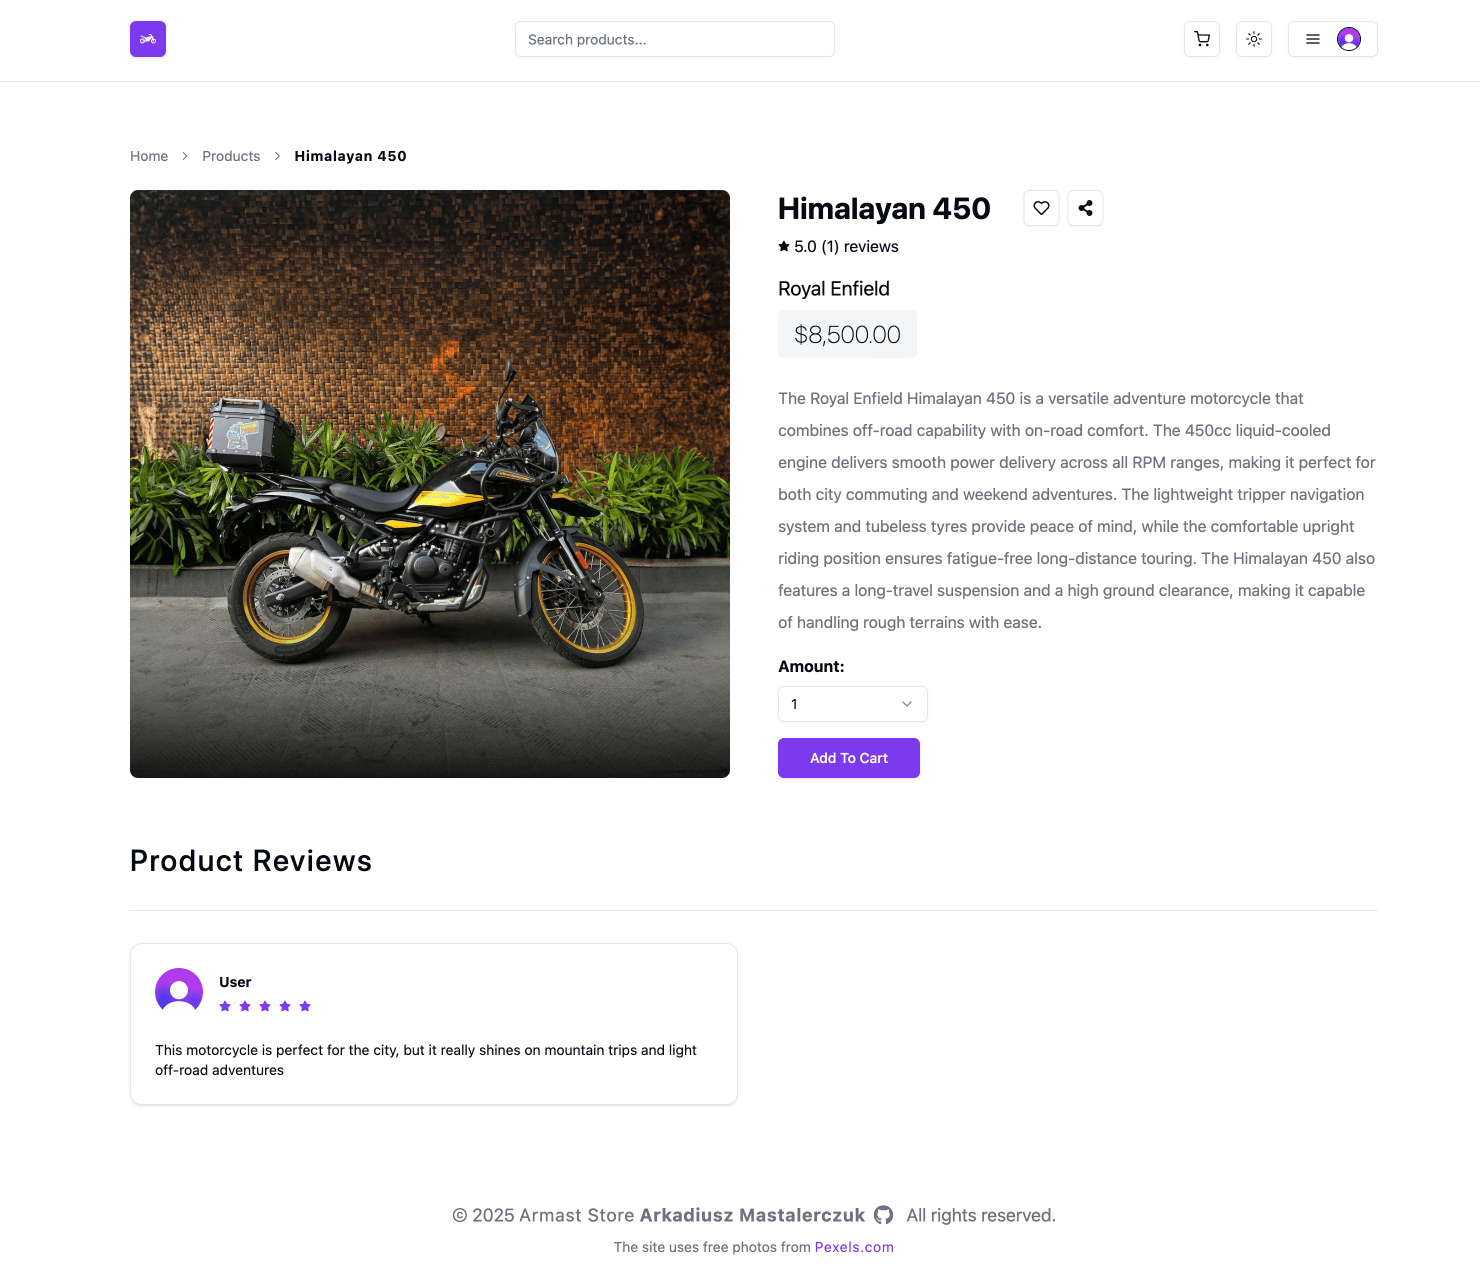 Search products...
Home
Products
Himalayan 450
Himalayan 450
5.0 (1) reviews
Royal Enfield
$8,500.00
The Royal Enfield Himalayan 450 is a versatile adventure motorcycle that
combines off-road capability with on-road comfort. The 450cc liquid-cooled
engine delivers smooth power delivery across all RPM ranges, making it perfect for
both city commuting and weekend adventures. The lightweight tripper navigation
system and tubeless tyres provide peace of mind, while the comfortable upright
riding position ensures fatigue-free long-distance touring. The Himalayan 450 also
features a long-travel suspension and a high ground clearance, making it capable
of handling rough terrains with ease.
Amount:
1
Add To Cart
Product Reviews
User
This motorcycle is perfect for the city, but it really shines on mountain trips and light
off-road adventures
© 2025 Armast Store Arkadiusz Mastalerczuk All rights reserved.
The site uses free photos from Pexels.com